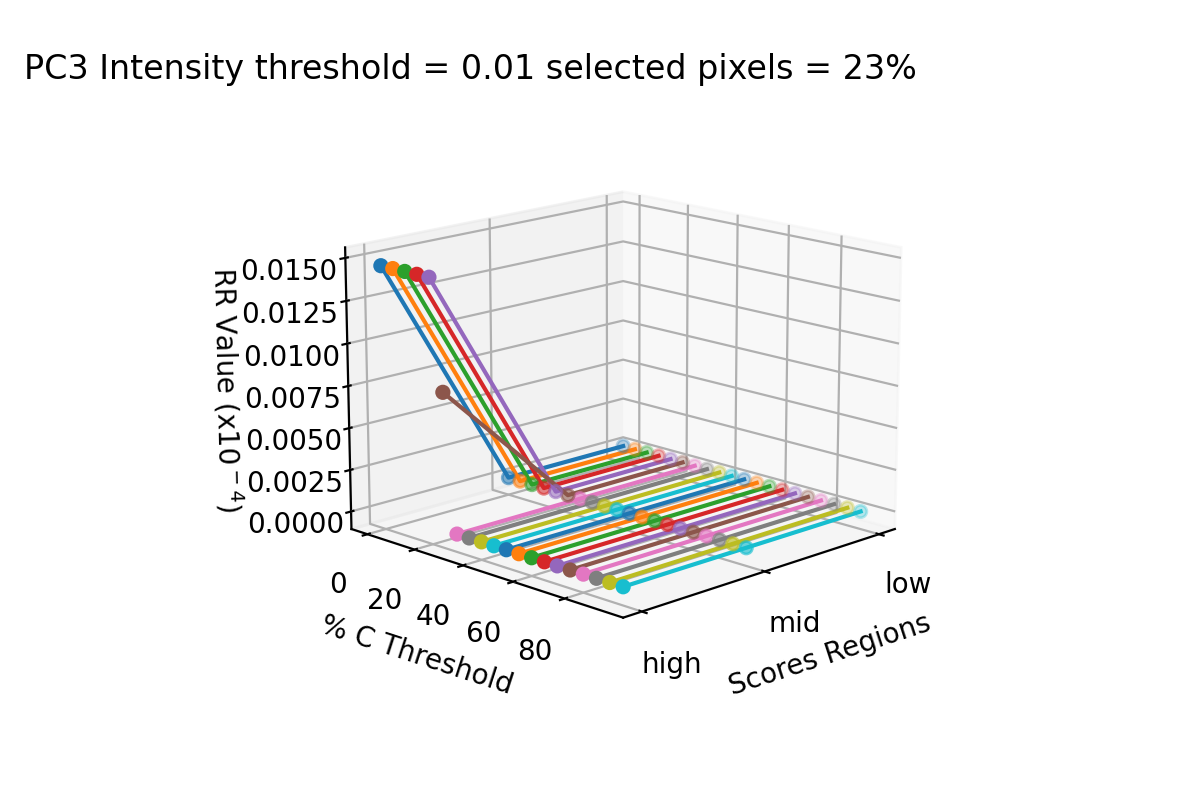 PC3 Intensity threshold = 0.01 selected pixels = 23%
0.0150
0.0125
0.0100
0.0075
0.0050
0.0025
0.0000
RR Value (x10⁻⁴)
0
20
40
60
80
% C Threshold
high
mid
low
Scores Regions